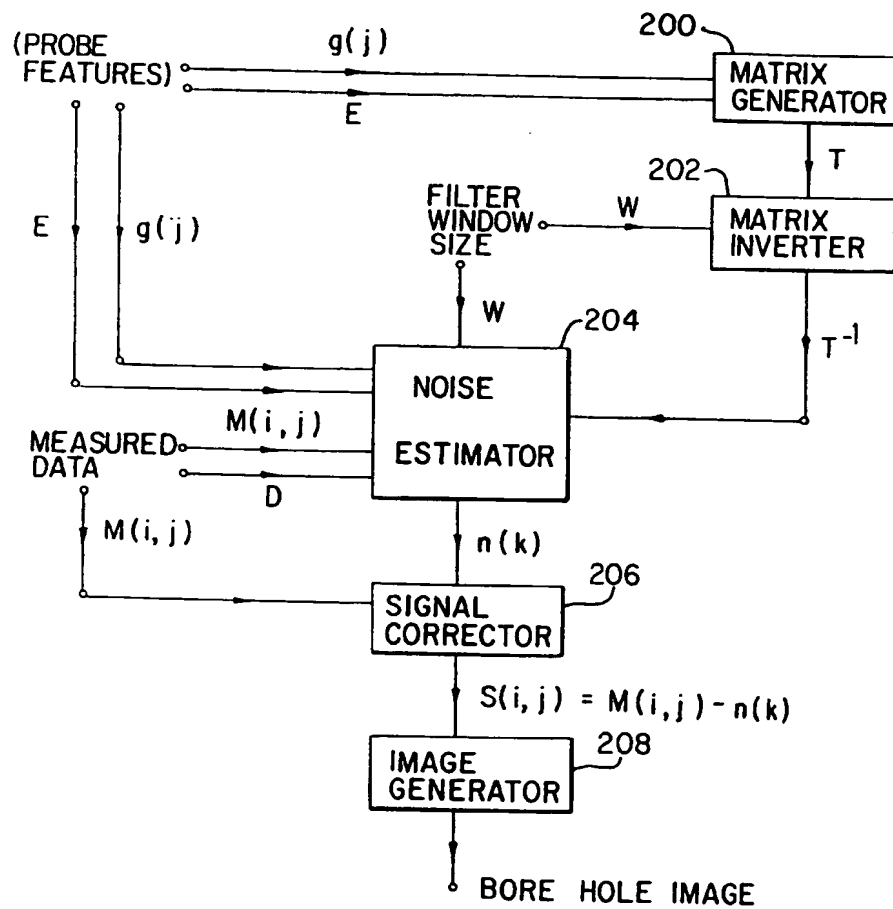 200
(PROBE
FEATURES)
g(j)
E
MATRIX
GENERATOR
T
202
E
g(j)
FILTER
WINDOW
SIZE
W
MATRIX
INVERTER
W
204
T⁻¹
NOISE
ESTIMATOR
M(i,j)
MEASURED
DATA
D
M(i,j)
n(k)
206
SIGNAL
CORRECTOR
S(i,j) = M(i,j)-n(k)
208
IMAGE
GENERATOR
BORE HOLE IMAGE